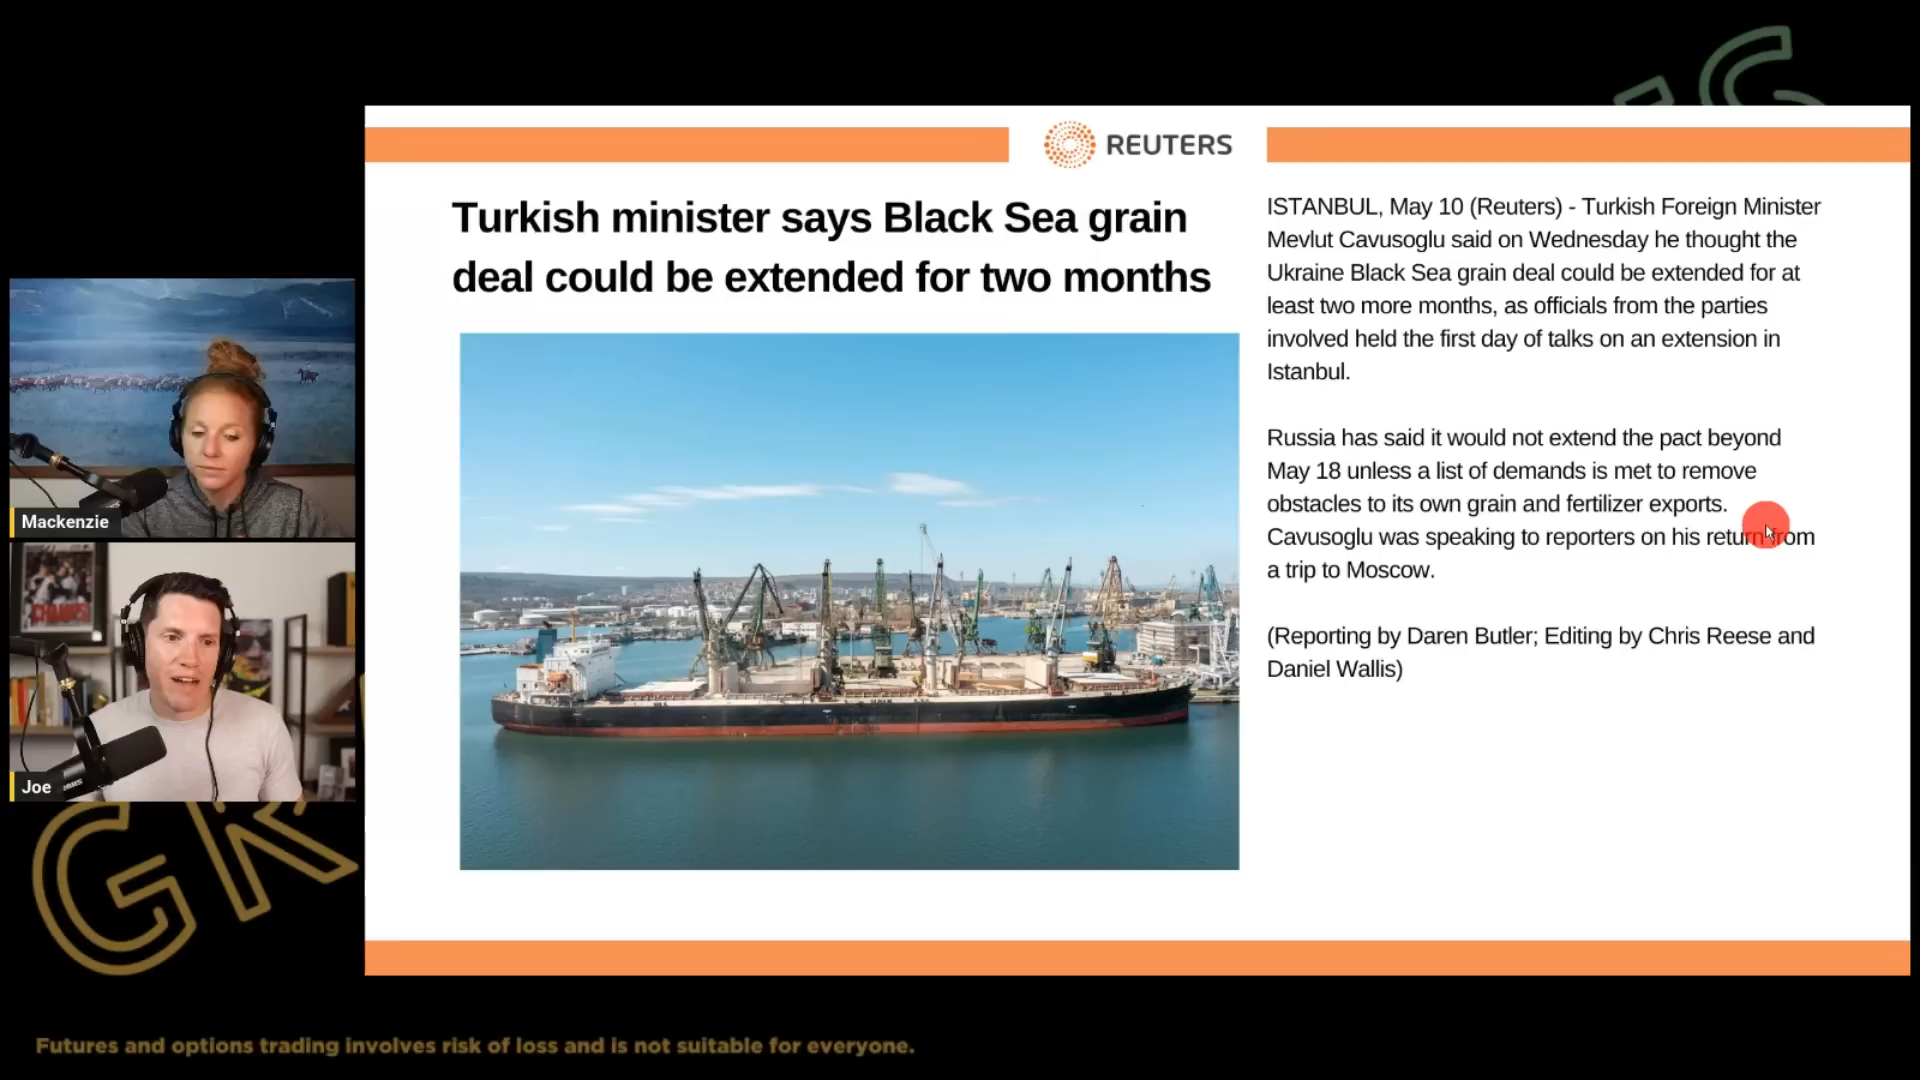 REUTERS
Turkish minister says Black Sea grain
deal could be extended for two months
ISTANBUL, May 10 (Reuters) - Turkish Foreign Minister
Mevlut Cavusoglu said on Wednesday he thought the
Ukraine Black Sea grain deal could be extended for at
least two more months, as officials from the parties
involved held the first day of talks on an extension in
Istanbul.
Russia has said it would not extend the pact beyond
May 18 unless a list of demands is met to remove
obstacles to its own grain and fertilizer exports.
Cavusoglu was speaking to reporters on his return from
a trip to Moscow.
(Reporting by Daren Butler; Editing by Chris Reese and
Daniel Wallis)
Mackenzie
CHAMPS
Joe
Futures and options trading involves risk of loss and is not suitable for everyone.